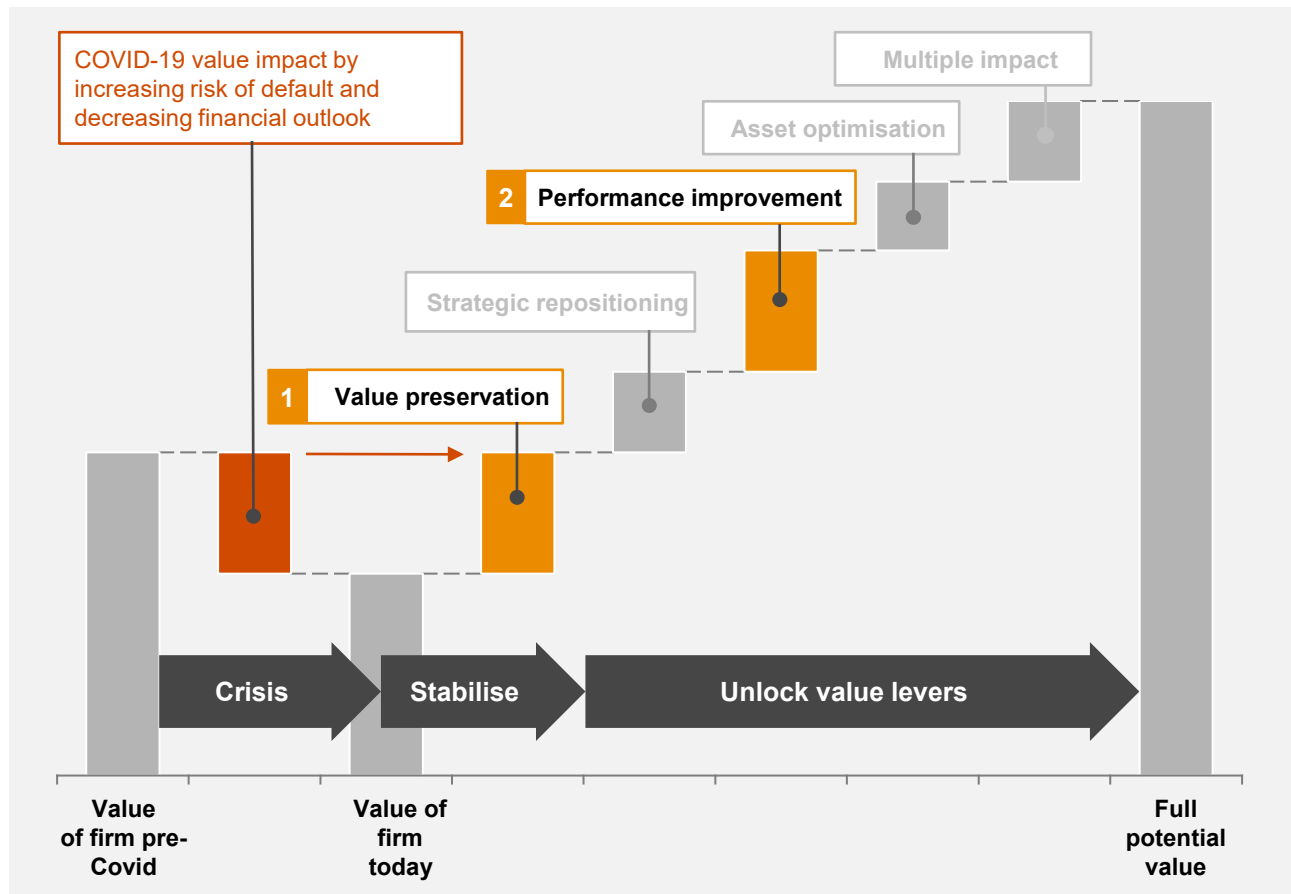 COVID-19 value impact by
increasing risk of default and
decreasing financial outlook
Multiple impact
Asset optimisation
2 Performance improvement
Strategic repositioning
1 Value preservation
Crisis
Stabilise
Unlock value levers
Value
of firm pre-
Covid
Value of
firm
today
Full
potential
value